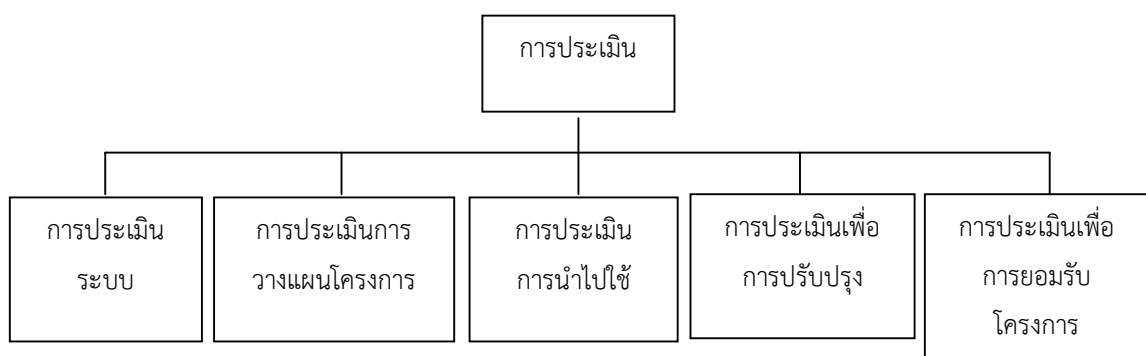 การประเมิน
การประเมิน
ระบบ
การประเมินการ
วางแผนโครงการ
การประเมิน
การนำไปใช้
การประเมินเพื่อ
การปรับปรุง
การประเมินเพื่อ
การยอมรับ
โครงการ